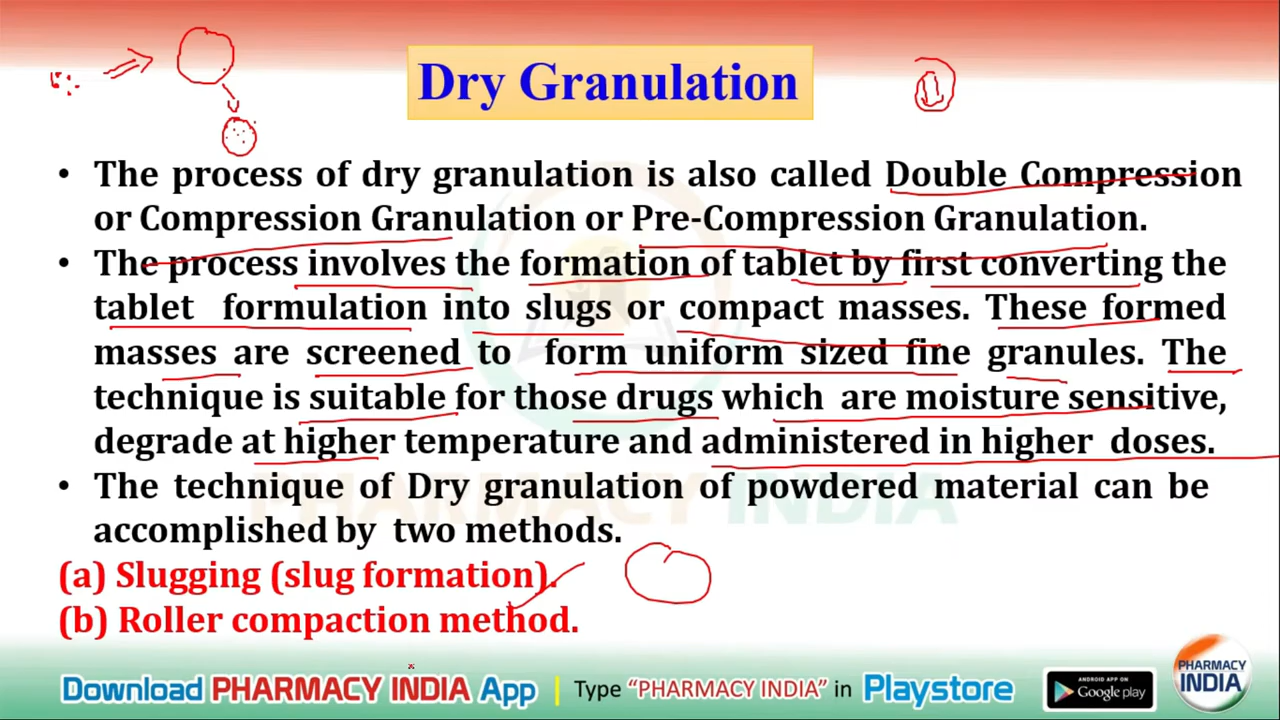 Dry Granulation
• The process of dry granulation is also called Double Compression
or Compression Granulation or Pre-Compression Granulation.
• The process involves the formation of tablet by first converting the
tablet formulation into slugs or compact masses. These formed
masses are screened to form uniform sized fine granules. The
technique is suitable for those drugs which are moisture sensitive,
degrade at higher temperature and administered in higher doses.
• The technique of Dry granulation of powdered material can be
accomplished by two methods.
(a) Slugging (slug formation).
(b) Roller compaction method.
PHARMACY INDIA
Download PHARMACY INDIA App | Type “PHARMACY INDIA” in Playstore
ANDROID APP ON
Google play
PHARMACY
INDIA